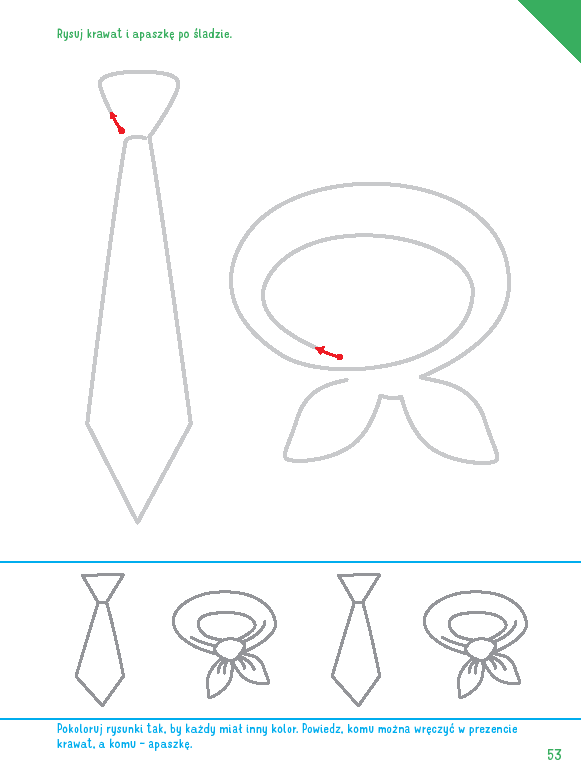 Rysuj krawat i apaszkę po śladzie.
Pokoloruj rysunki tak, by każdy miał inny kolor. Powiedz, komu można wręczyć w prezencie
krawat, a komu – apaszkę.
53